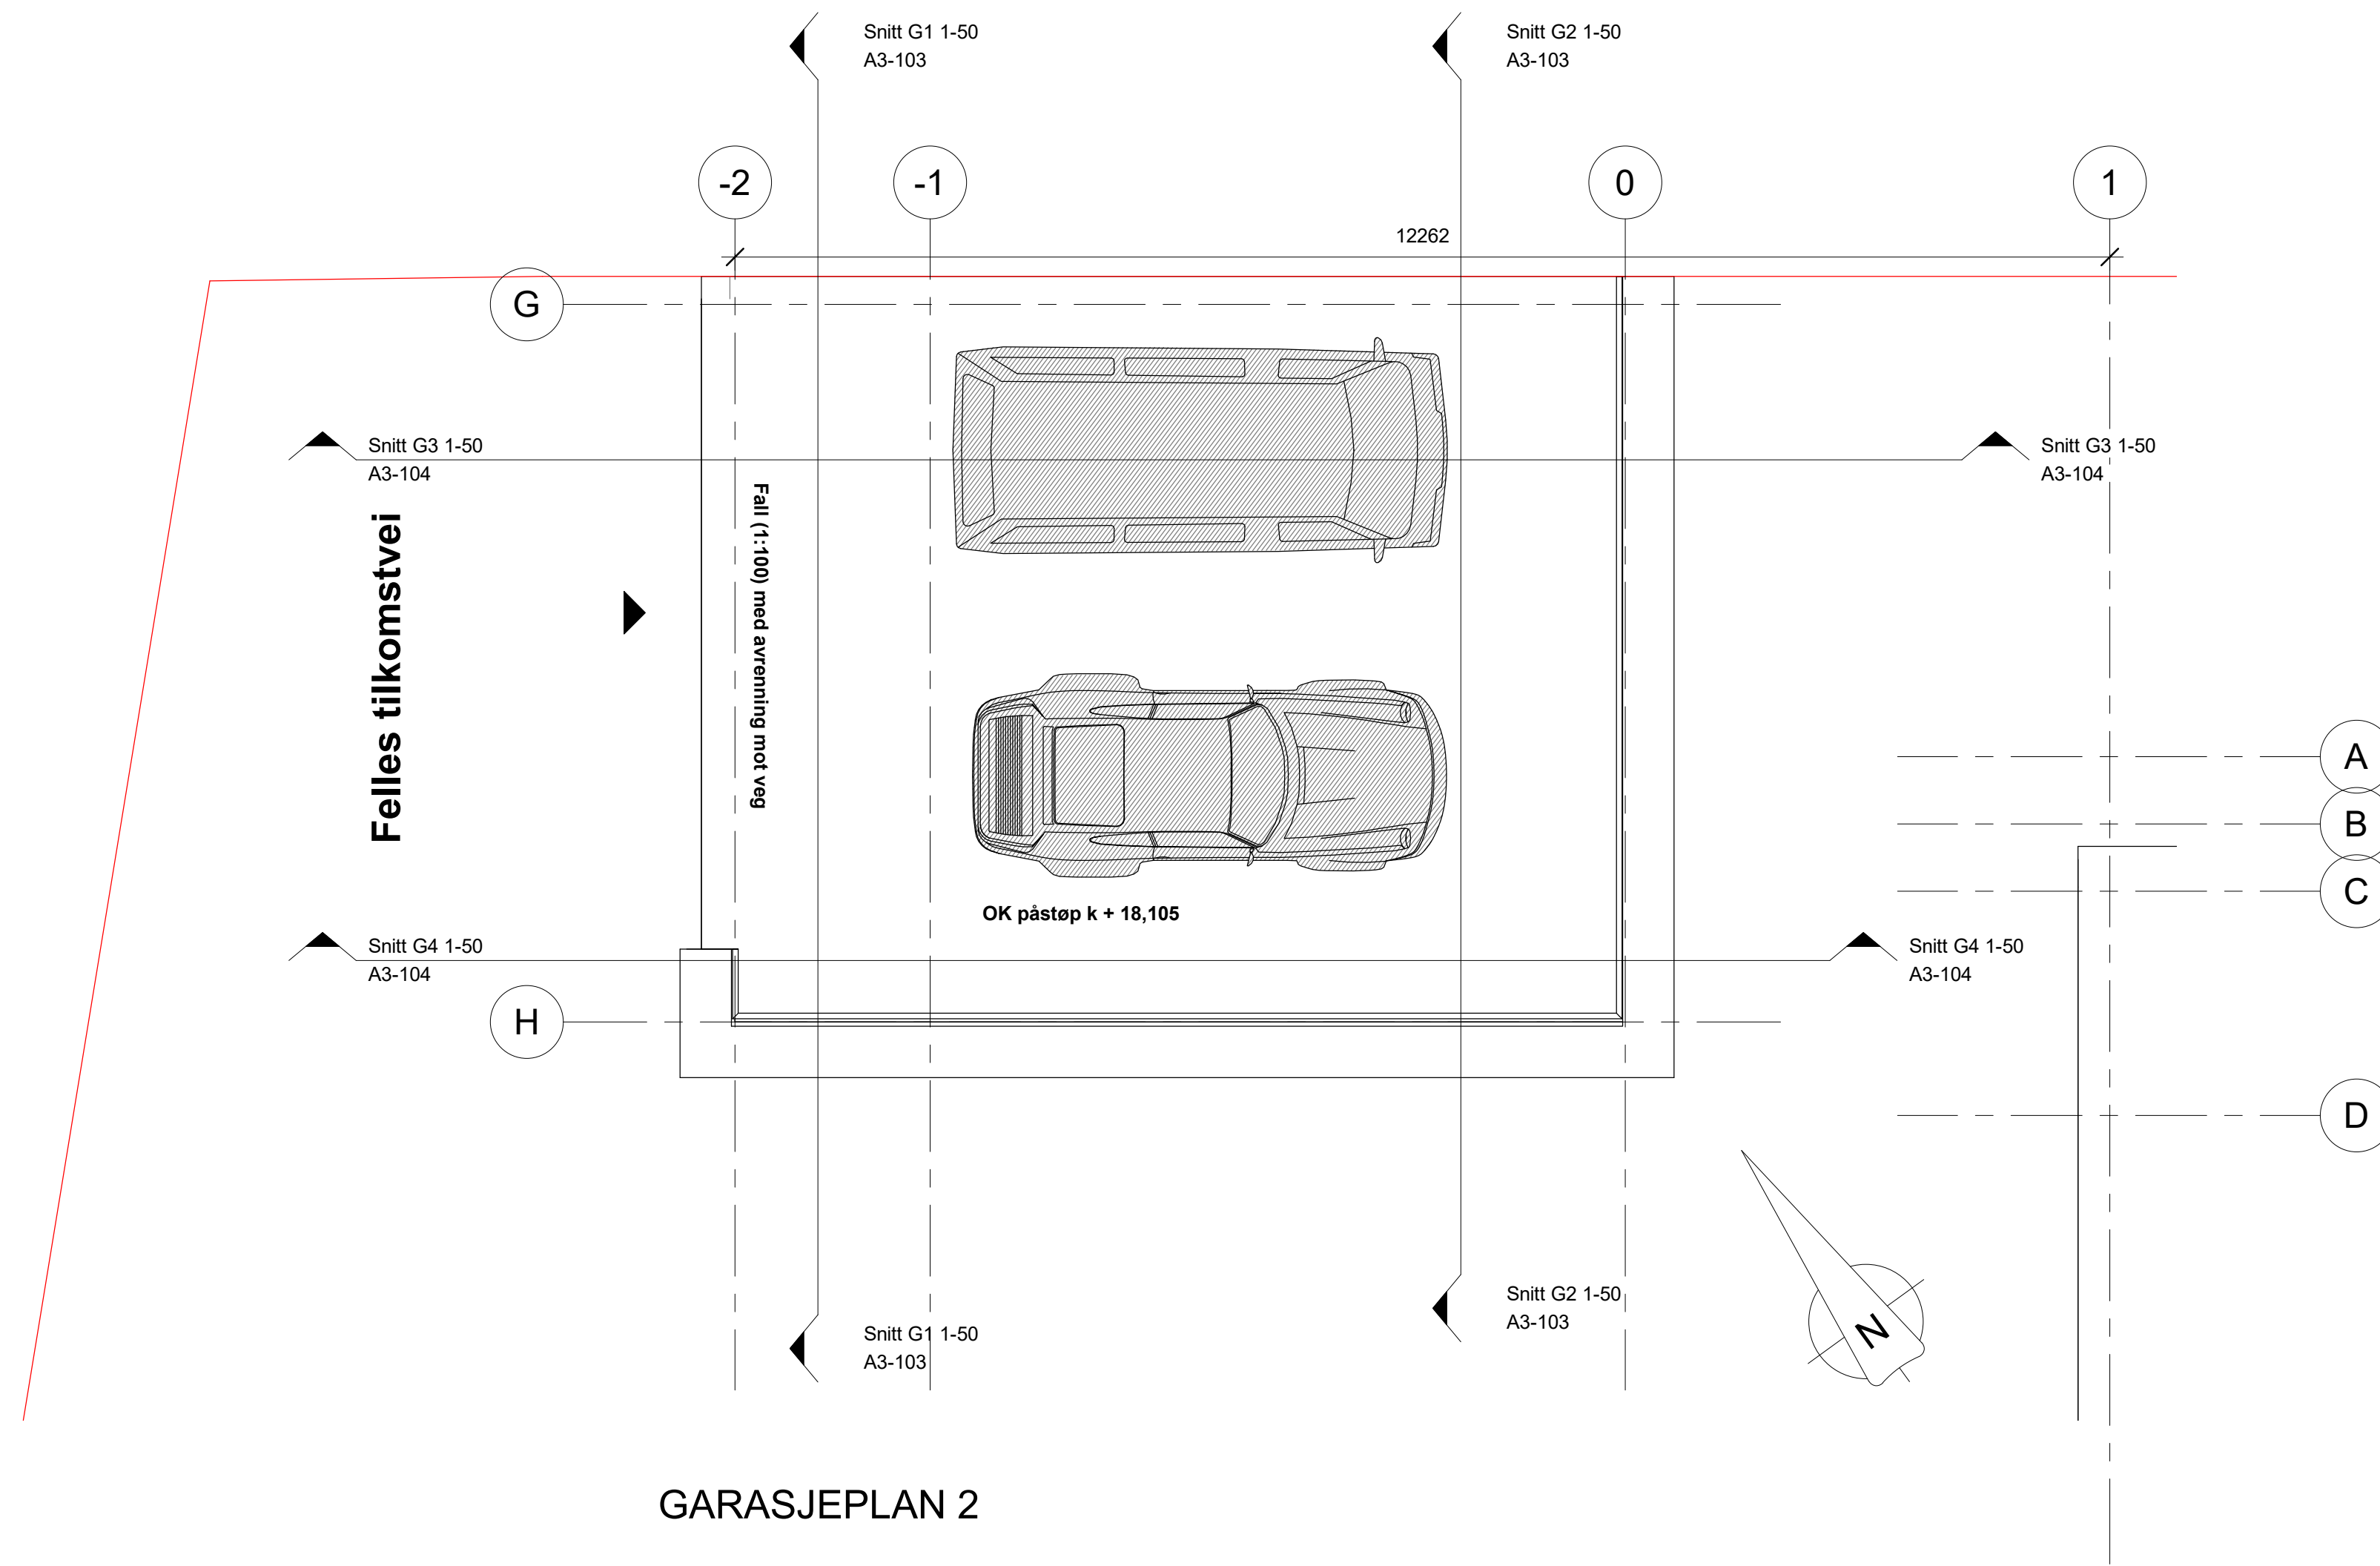 Snitt G1 1-50
A3-103
Snitt G2 1-50
A3-103
-2
-1
0
1
12262
G
Snitt G3 1-50
A3-104
Snitt G3 1-50
A3-104
Felles tilkomstvei
Fall (1:100) med avrenning mot veg
A
B
C
OK påstøp k + 18,105
Snitt G4 1-50
A3-104
Snitt G4 1-50
A3-104
H
D
Snitt G2 1-50
A3-103
Snitt G1 1-50
A3-103
N
GARASJEPLAN 2